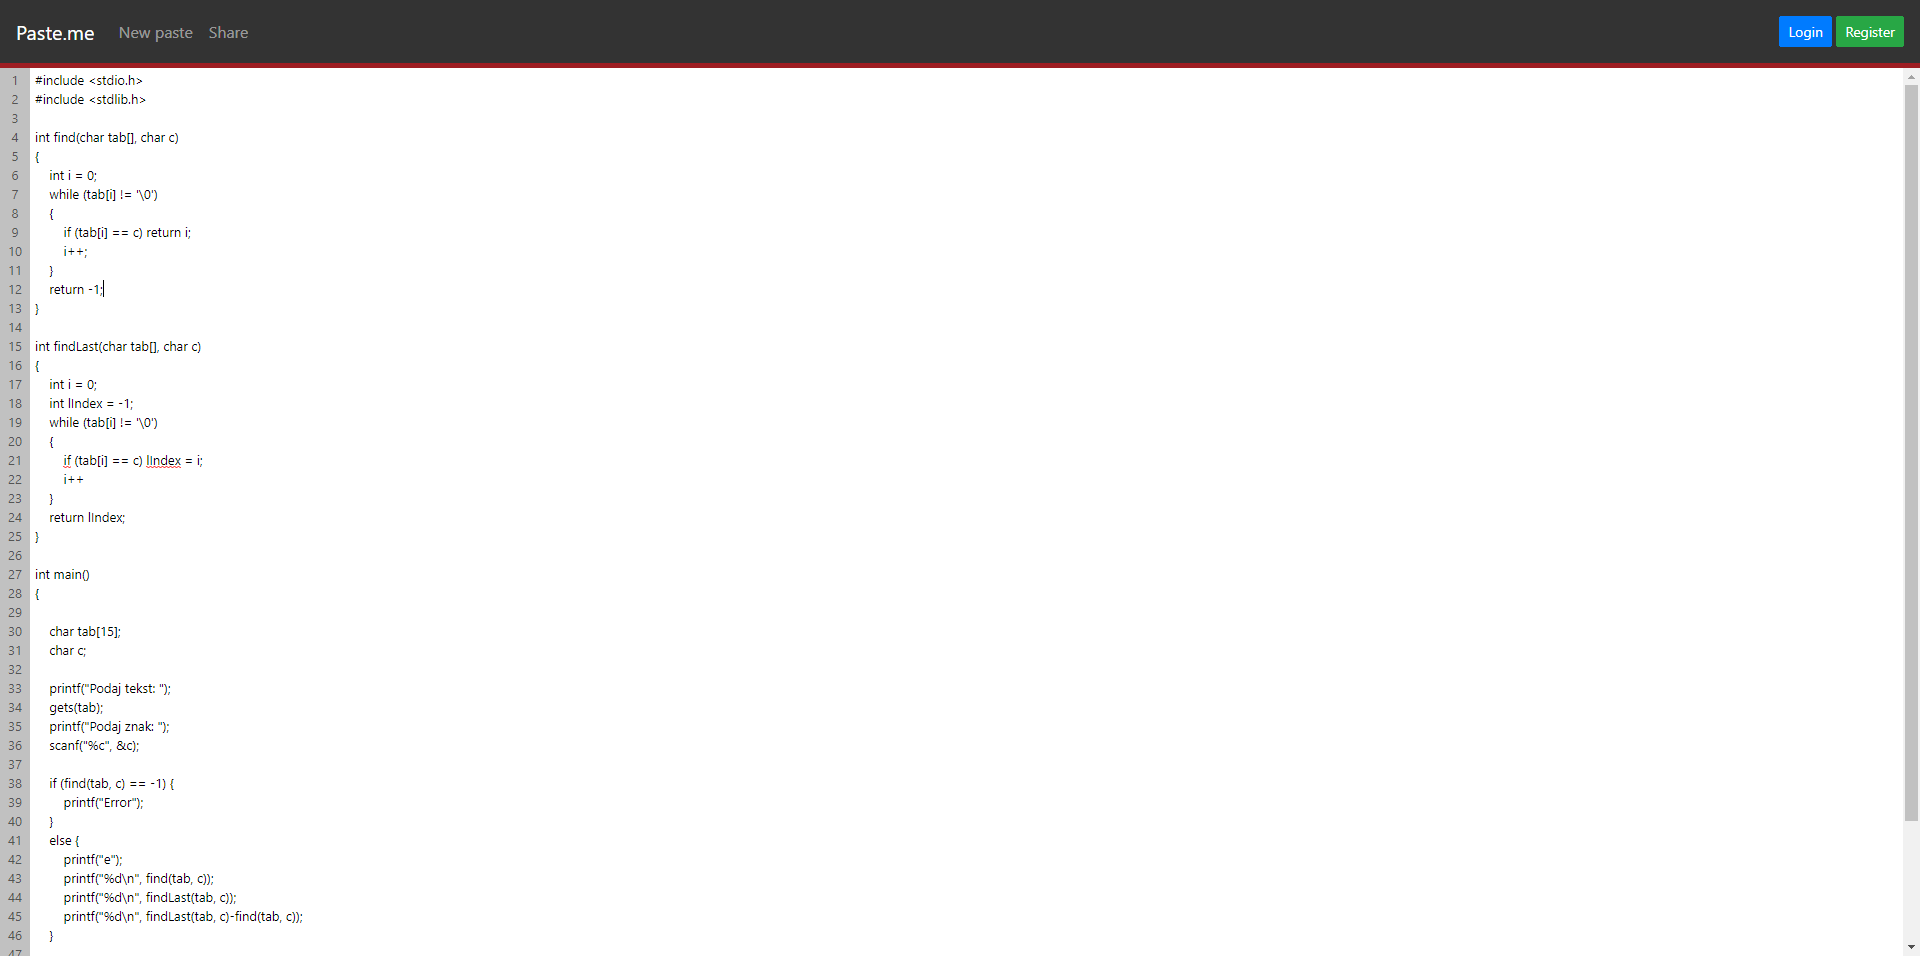 Paste.me New paste Share Login Register
1 #include <stdio.h>
2 #include <stdlib.h>
3
4 int find(char tab[], char c)
5 {
6 int i = 0;
7 while (tab[i] != '\0')
8 {
9 if (tab[i] == c) return i;
10 i++;
11 }
12 return -1;
13 }
14
15 int findLast(char tab[], char c)
16 {
17 int i = 0;
18 int lIndex = -1;
19 while (tab[i] != '\0')
20 {
21 if (tab[i] == c) lIndex = i;
22 i++
23 }
24 return lIndex;
25 }
26
27 int main()
28 {
29
30 char tab[15];
31 char c;
32
33 printf("Podaj tekst: ");
34 gets(tab);
35 printf("Podaj znak: ");
36 scanf("%c", &c);
37
38 if (find(tab, c) == -1) {
39 printf("Error");
40 }
41 else {
42 printf("e");
43 printf("%d\n", find(tab, c));
44 printf("%d\n", findLast(tab, c));
45 printf("%d\n", findLast(tab, c)-find(tab, c));
46 }
47